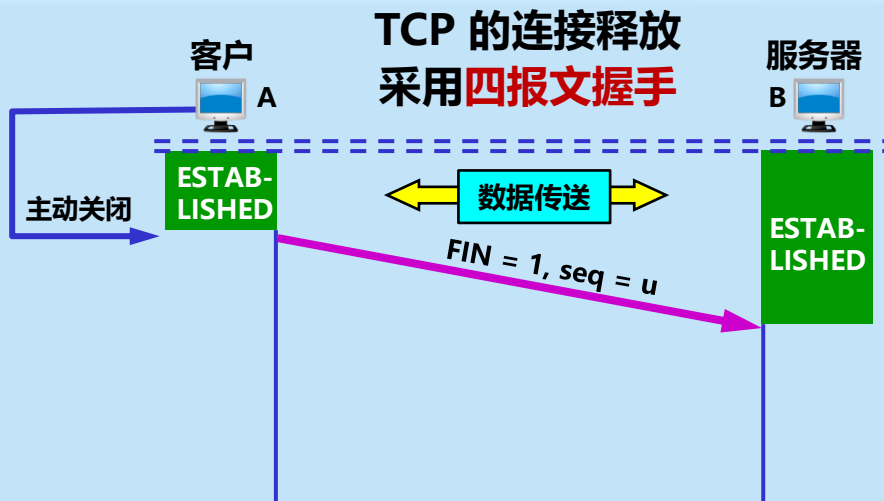 TCP 的连接释放
采用四报文握手
客户
服务器
A
B
ESTAB-
LISHED
数据传送
主动关闭
ESTAB-
LISHED
FIN = 1, seq = u